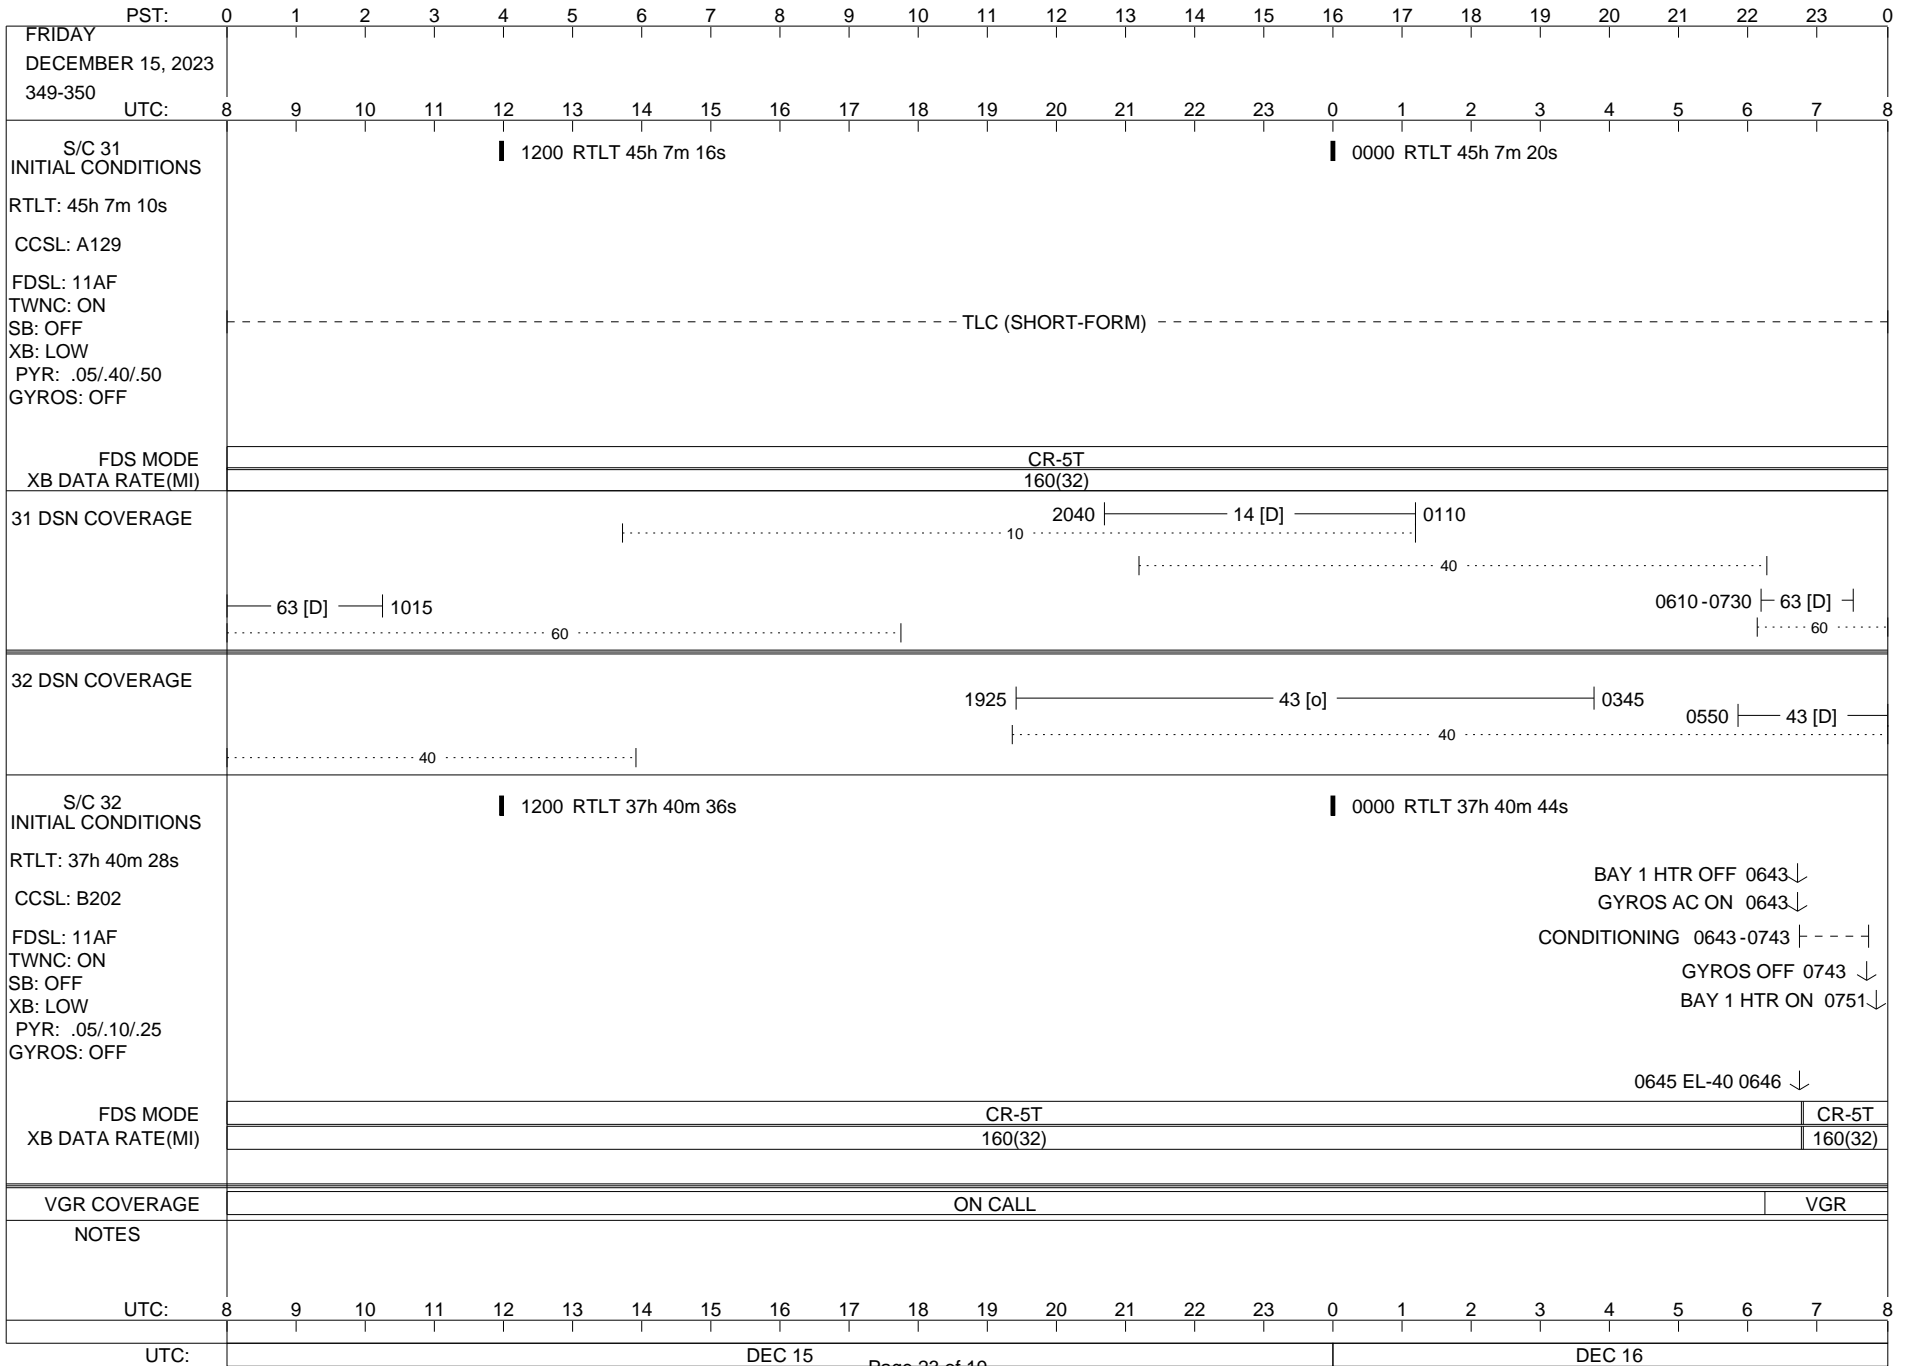 PST: 0 1 2 3 4 5 6 7 8 9 10 11 12 13 14 15 16 17 18 19 20 21 22 23 0
FRIDAY
DECEMBER 15, 2023
349-350
UTC: 8 9 10 11 12 13 14 15 16 17 18 19 20 21 22 23 0 1 2 3 4 5 6 7 8
S/C 31
INITIAL CONDITIONS
1200 RTLT 45h 7m 16s
0000 RTLT 45h 7m 20s
RTLT: 45h 7m 10s
CCSL: A129
FDSL: 11AF
TWNC: ON
SB: OFF
XB: LOW
PYR: .05/.40/.50
GYROS: OFF
TLC (SHORT-FORM)
FDS MODE CR-5T
XB DATA RATE(MI) 160(32)
31 DSN COVERAGE
2040 14 [D] 0110
10
40
63 [D] 1015
0610-0730 63 [D]
60
60
32 DSN COVERAGE
1925 43 [o] 0345
0550 43 [D]
40
40
S/C 32
INITIAL CONDITIONS
1200 RTLT 37h 40m 36s
0000 RTLT 37h 40m 44s
RTLT: 37h 40m 28s
CCSL: B202
FDSL: 11AF
TWNC: ON
SB: OFF
XB: LOW
PYR: .05/.10/.25
GYROS: OFF
BAY 1 HTR OFF 0643
GYROS AC ON 0643
CONDITIONING 0643-0743
GYROS OFF 0743
BAY 1 HTR ON 0751
0645 EL-40 0646
FDS MODE CR-5T CR-5T
XB DATA RATE(MI) 160(32) 160(32)
VGR COVERAGE ON CALL VGR
NOTES
UTC: 8 9 10 11 12 13 14 15 16 17 18 19 20 21 22 23 0 1 2 3 4 5 6 7 8
UTC: DEC 15 DEC 16
Page 23 of 19